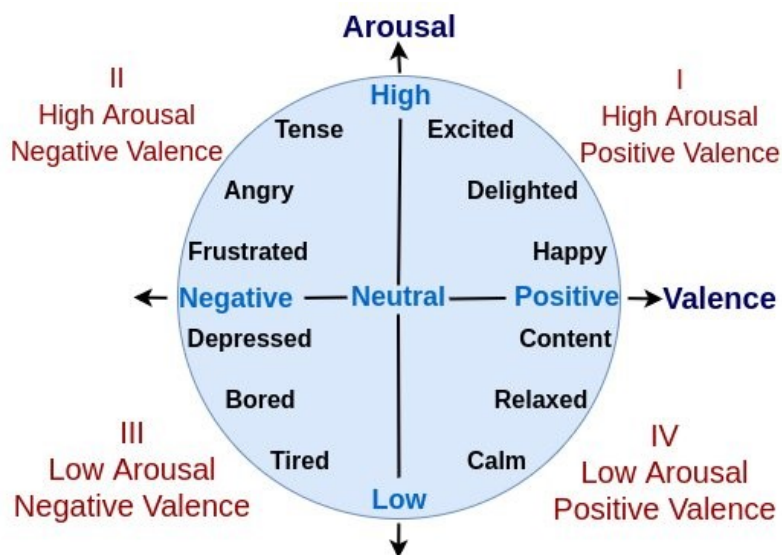 Arousal
II
High Arousal
Negative Valence
I
High Arousal
Positive Valence
High
Tense
Excited
Angry
Delighted
Frustrated
Happy
Negative
Neutral
Positive
Valence
Depressed
Content
Bored
Relaxed
Tired
Calm
III
Low Arousal
Negative Valence
IV
Low Arousal
Positive Valence
Low